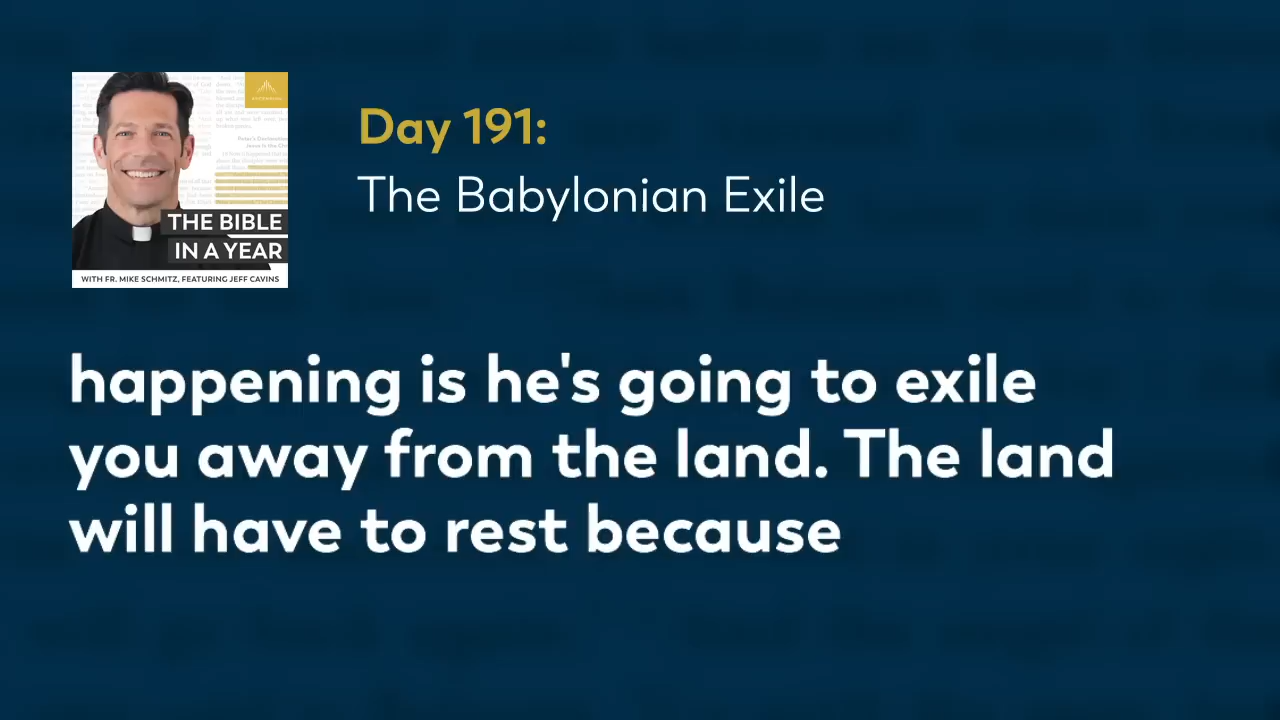 THE BIBLE
IN A YEAR
WITH FR. MIKE SCHMITZ, FEATURING JEFF CAVINS
Day 191:
The Babylonian Exile
happening is he's going to exile
you away from the land. The land
will have to rest because